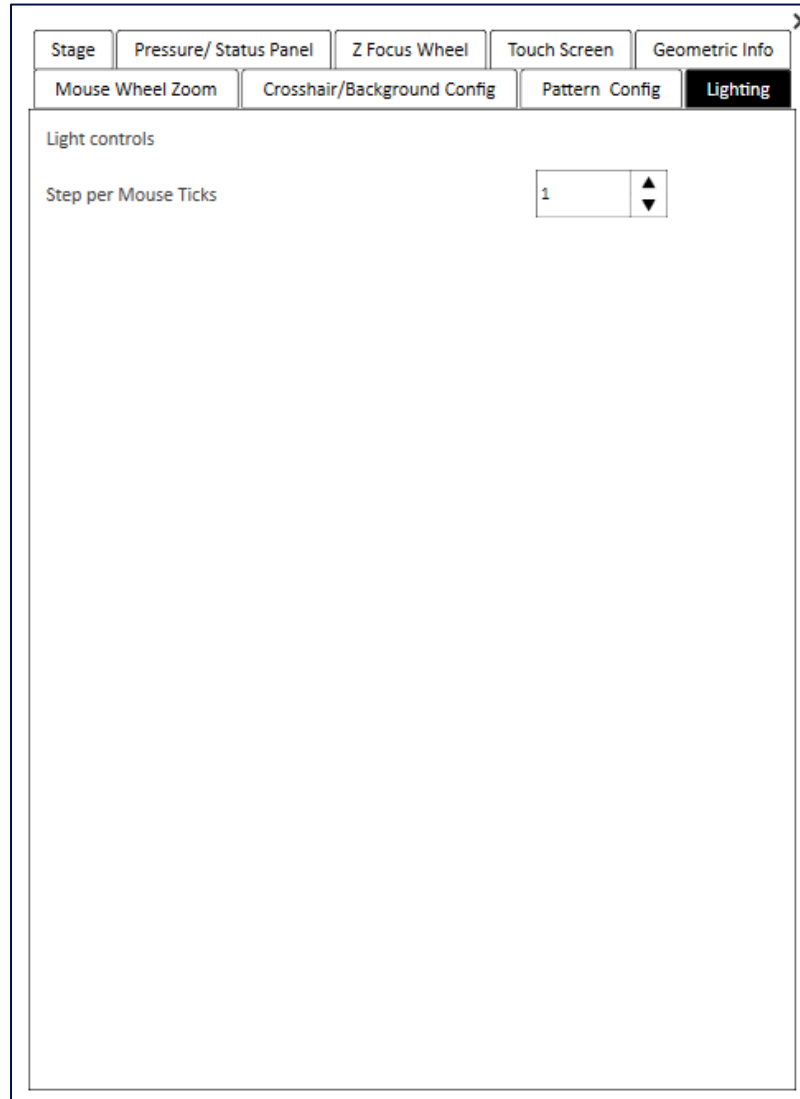 Stage Pressure/ Status Panel Z Focus Wheel Touch Screen Geometric Info
Mouse Wheel Zoom Crosshair/Background Config Pattern Config Lighting
Light controls
Step per Mouse Ticks 1